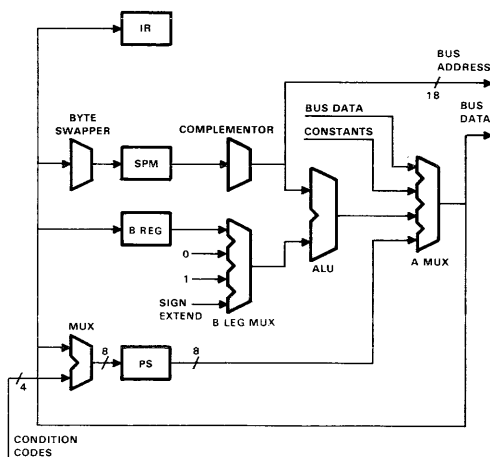 IR
BUS
ADDRESS
18
BUS
DATA
BUS DATA
CONSTANTS
BYTE
SWAPPER
COMPLEMENTOR
SPM
B REG
0
1
SIGN
EXTEND
B LEG MUX
ALU
A MUX
MUX
8
PS
8
4
CONDITION
CODES